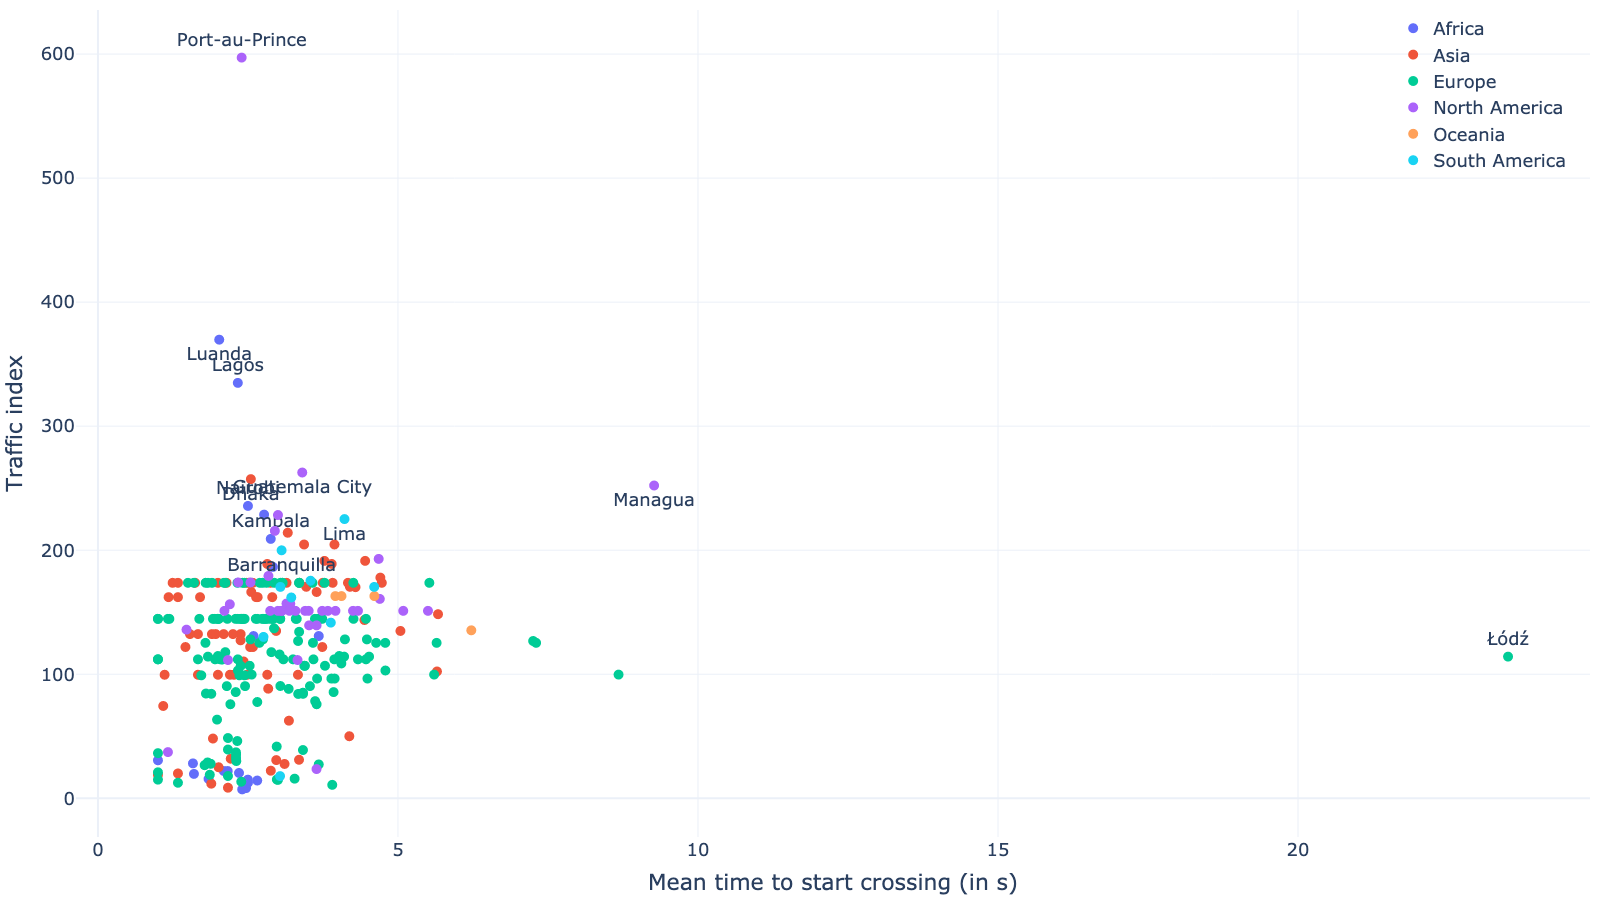 Port-au-Prince
Luanda
Lagos
Nairobi
Guatemala City
Dhaka
Managua
Kampala
Lima
Barranquilla
Łódź
Africa
Asia
Europe
North America
Oceania
South America
600
500
400
300
200
100
0
Traffic index
0
5
10
15
20
Mean time to start crossing (in s)